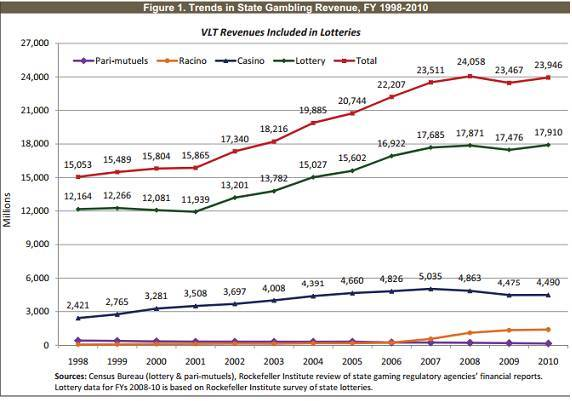 Figure 1. Trends in State Gambling Revenue, FY 1998-2010
VLT Revenues Included in Lotteries
27,000
Pari-mutuels Racino Casino Lottery Total
24,000
21,000
18,000
15,000
12,000
9,000
6,000
3,000
0
Millions
15,053 15,489 15,804 15,865 17,340 18,216 19,885 20,744 22,207 23,511 24,058 23,467 23,946
12,164 12,266 12,081 11,939 13,201 13,782 15,027 15,602 16,922 17,685 17,871 17,476 17,910
2,421 2,765 3,281 3,508 3,697 4,008 4,391 4,660 4,826 5,035 4,863 4,475 4,490
1998 1999 2000 2001 2002 2003 2004 2005 2006 2007 2008 2009 2010
Sources: Census Bureau (lottery & pari-mutuels), Rockefeller Institute review of state gaming regulatory agencies' financial reports.
Lottery data for FYs 2008-10 is based on Rockefeller Institute survey of state lotteries.